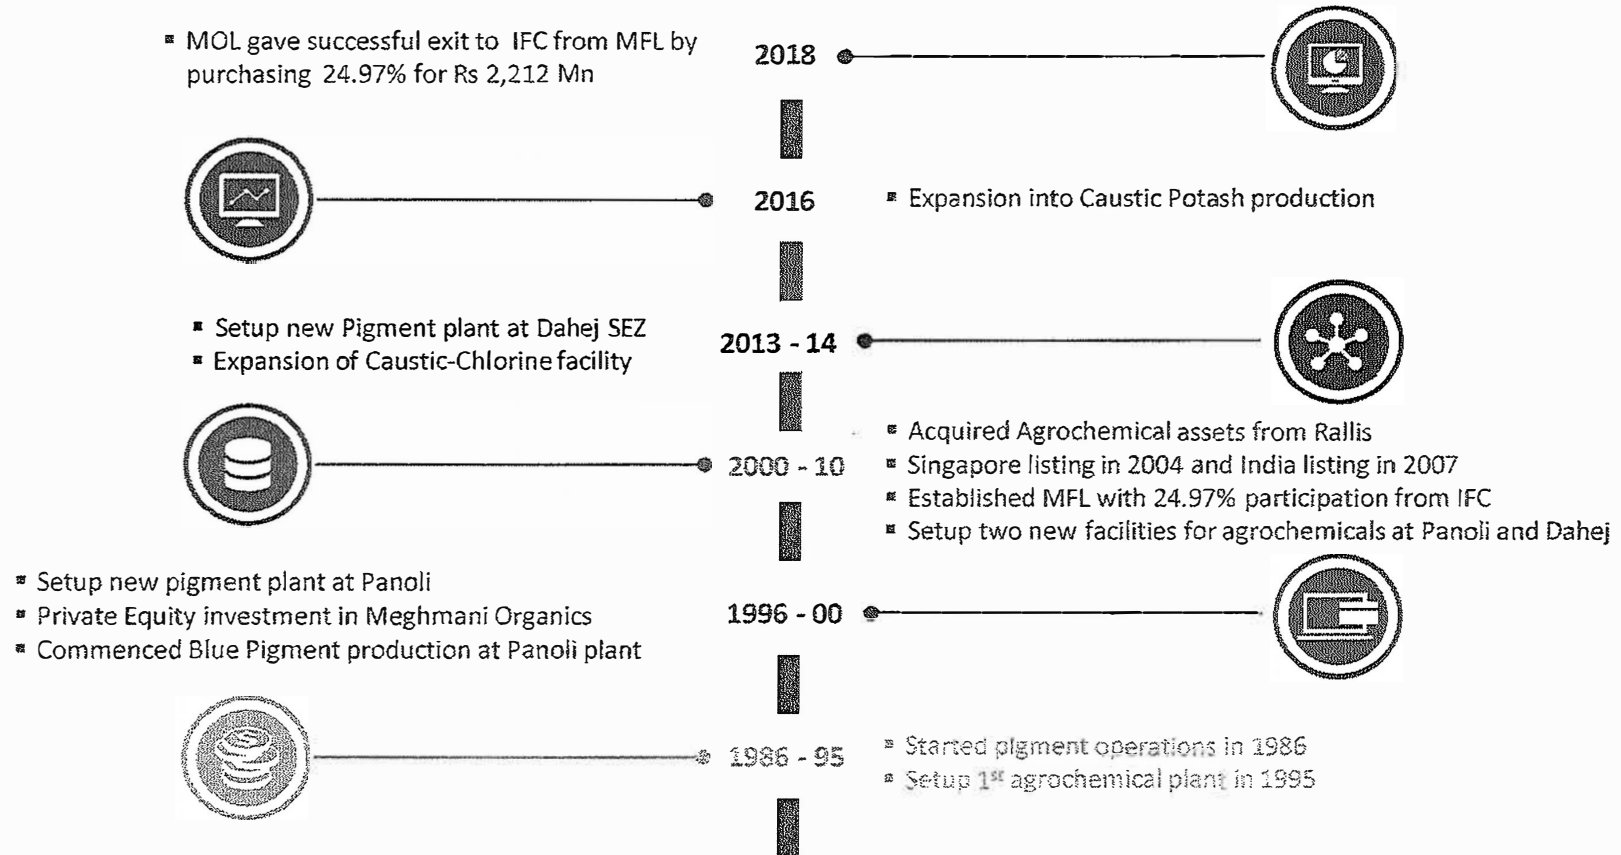 ▪ MOL gave successful exit to IFC from MFL by
purchasing 24.97% for Rs 2,212 Mn
2018
2016
▪ Expansion into Caustic Potash production
▪ Setup new Pigment plant at Dahej SEZ
▪ Expansion of Caustic-Chlorine facility
2013 - 14
2000 - 10
▪ Acquired Agrochemical assets from Rallis
▪ Singapore listing in 2004 and India listing in 2007
▪ Established MFL with 24.97% participation from IFC
▪ Setup two new facilities for agrochemicals at Panoli and Dahej
▪ Setup new pigment plant at Panoli
▪ Private Equity investment in Meghmani Organics
▪ Commenced Blue Pigment production at Panoli plant
1996 - 00
1986 - 95
▪ Started pigment operations in 1986
▪ Setup 1st agrochemical plant in 1995